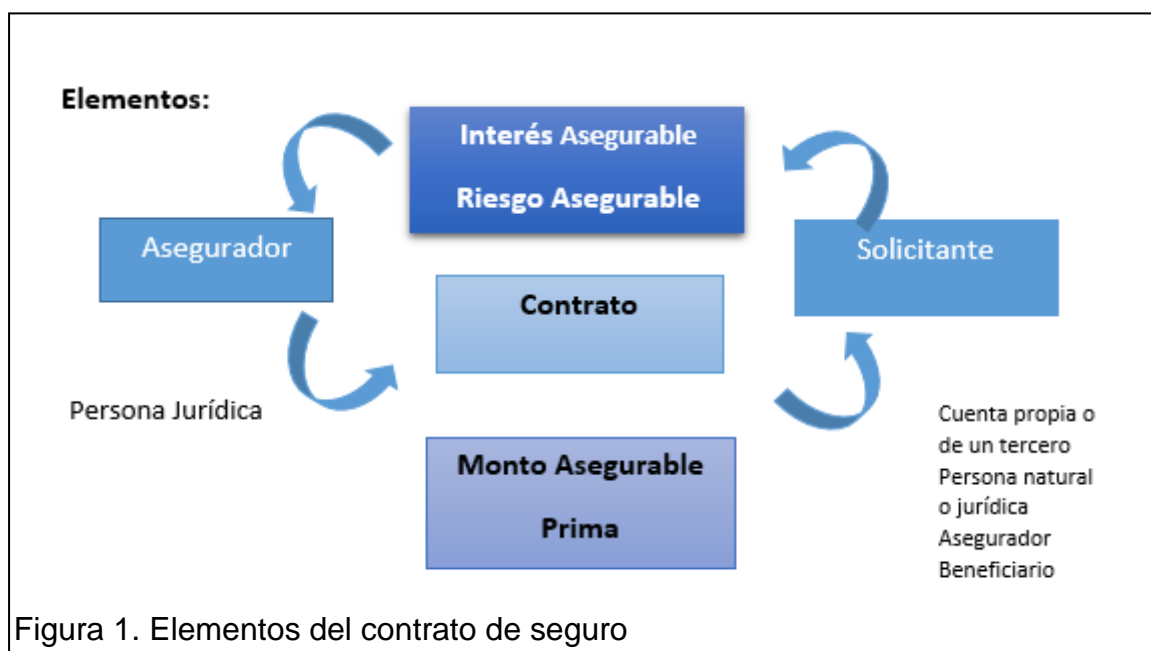 Elementos:
Interés Asegurable
Riesgo Asegurable
Asegurador
Solicitante
Contrato
Persona Jurídica
Monto Asegurable
Prima
Cuenta propia o
de un tercero
Persona natural
o jurídica
Asegurador
Beneficiario
Figura 1. Elementos del contrato de seguro